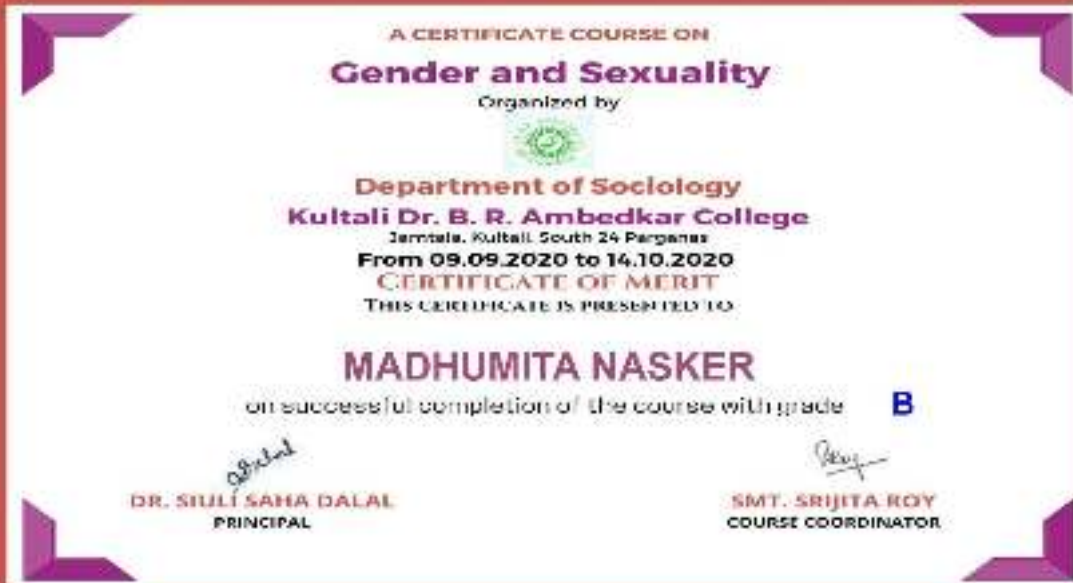 A CERTIFICATE COURSE ON
Gender and Sexuality
Organized by
Department of Sociology
Kultali Dr. B. R. Ambedkar College
Jamtala, Kultali, South 24 Parganas
From 09.09.2020 to 14.10.2020
CERTIFICATE OF MERIT
THIS CERTIFICATE IS PRESENTED TO
MADHUMITA NASKER
on successful completion of the course with grade B
DR. SIULI SAHA DALAL
SMT. SRIJITA ROY
PRINCIPAL
COURSE COORDINATOR